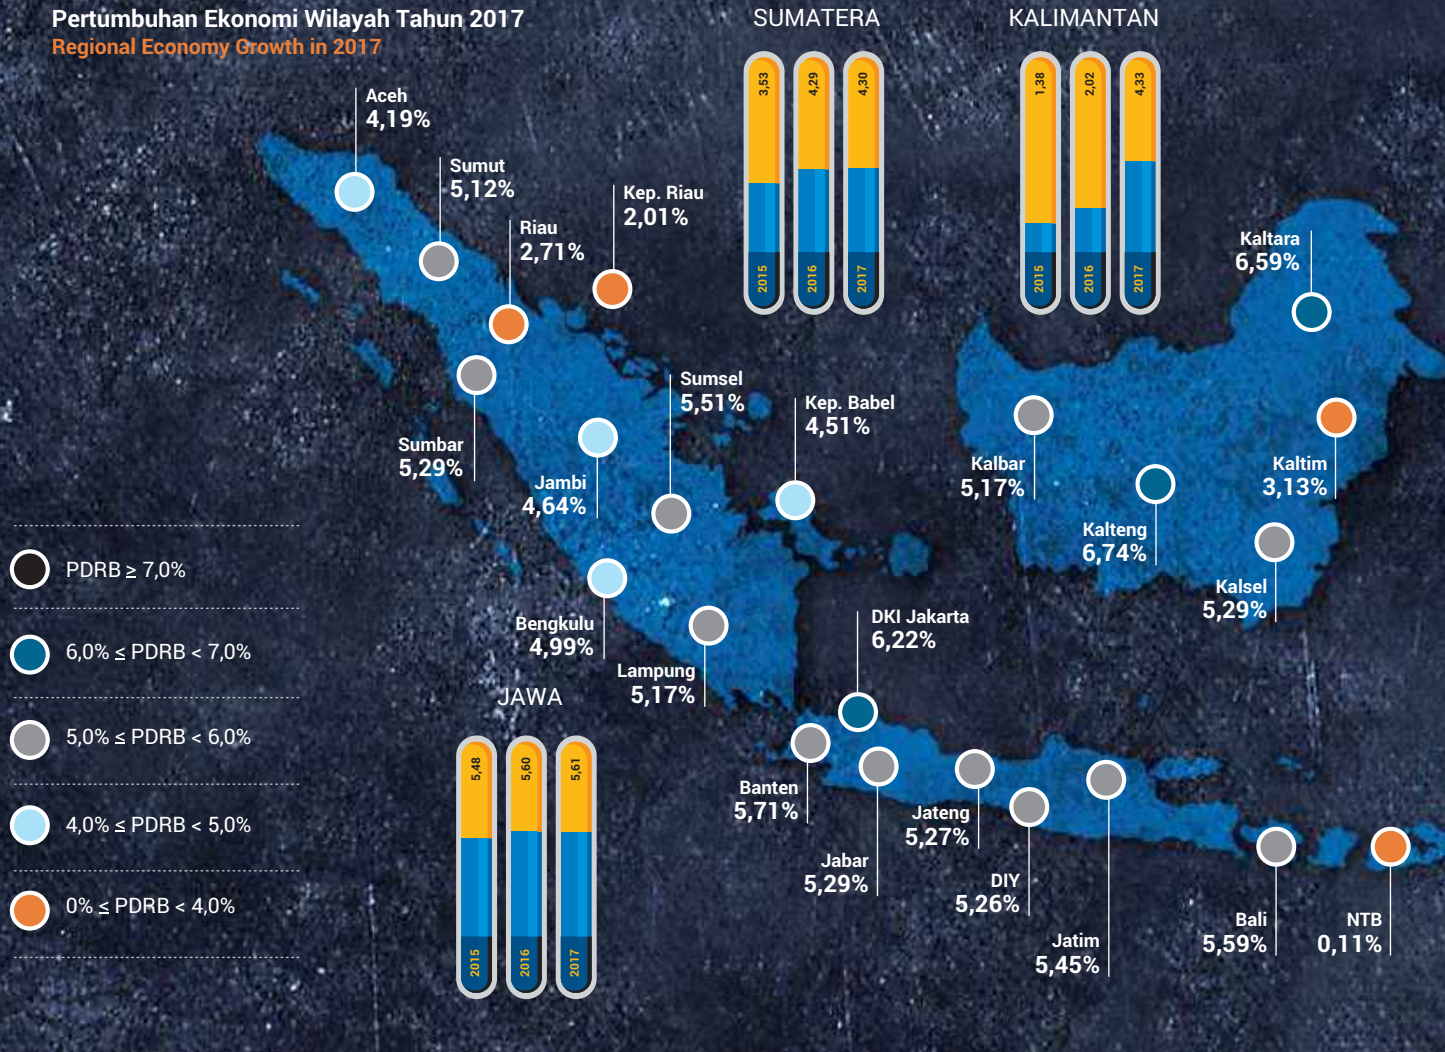 Pertumbuhan Ekonomi Wilayah Tahun 2017
Regional Economy Growth in 2017
SUMATERA
3,53
4,29
4,30
2015
2016
2017
KALIMANTAN
1,38
2,02
4,33
2015
2016
2017
Aceh
4,19%
Sumut
5,12%
Riau
2,71%
Kep. Riau
2,01%
Kaltara
6,59%
Sumsel
5,51%
Kep. Babel
4,51%
Sumbar
5,29%
Jambi
4,64%
Kalbar
5,17%
Kaltim
3,13%
Kalteng
6,74%
Kalsel
5,29%
Bengkulu
4,99%
Lampung
5,17%
DKI Jakarta
6,22%
PDRB ≥ 7,0%
6,0% ≤ PDRB < 7,0%
5,0% ≤ PDRB < 6,0%
4,0% ≤ PDRB < 5,0%
0% ≤ PDRB < 4,0%
JAWA
5,48
5,60
5,61
2015
2016
2017
Banten
5,71%
Jabar
5,29%
Jateng
5,27%
DIY
5,26%
Jatim
5,45%
Bali
5,59%
NTB
0,11%